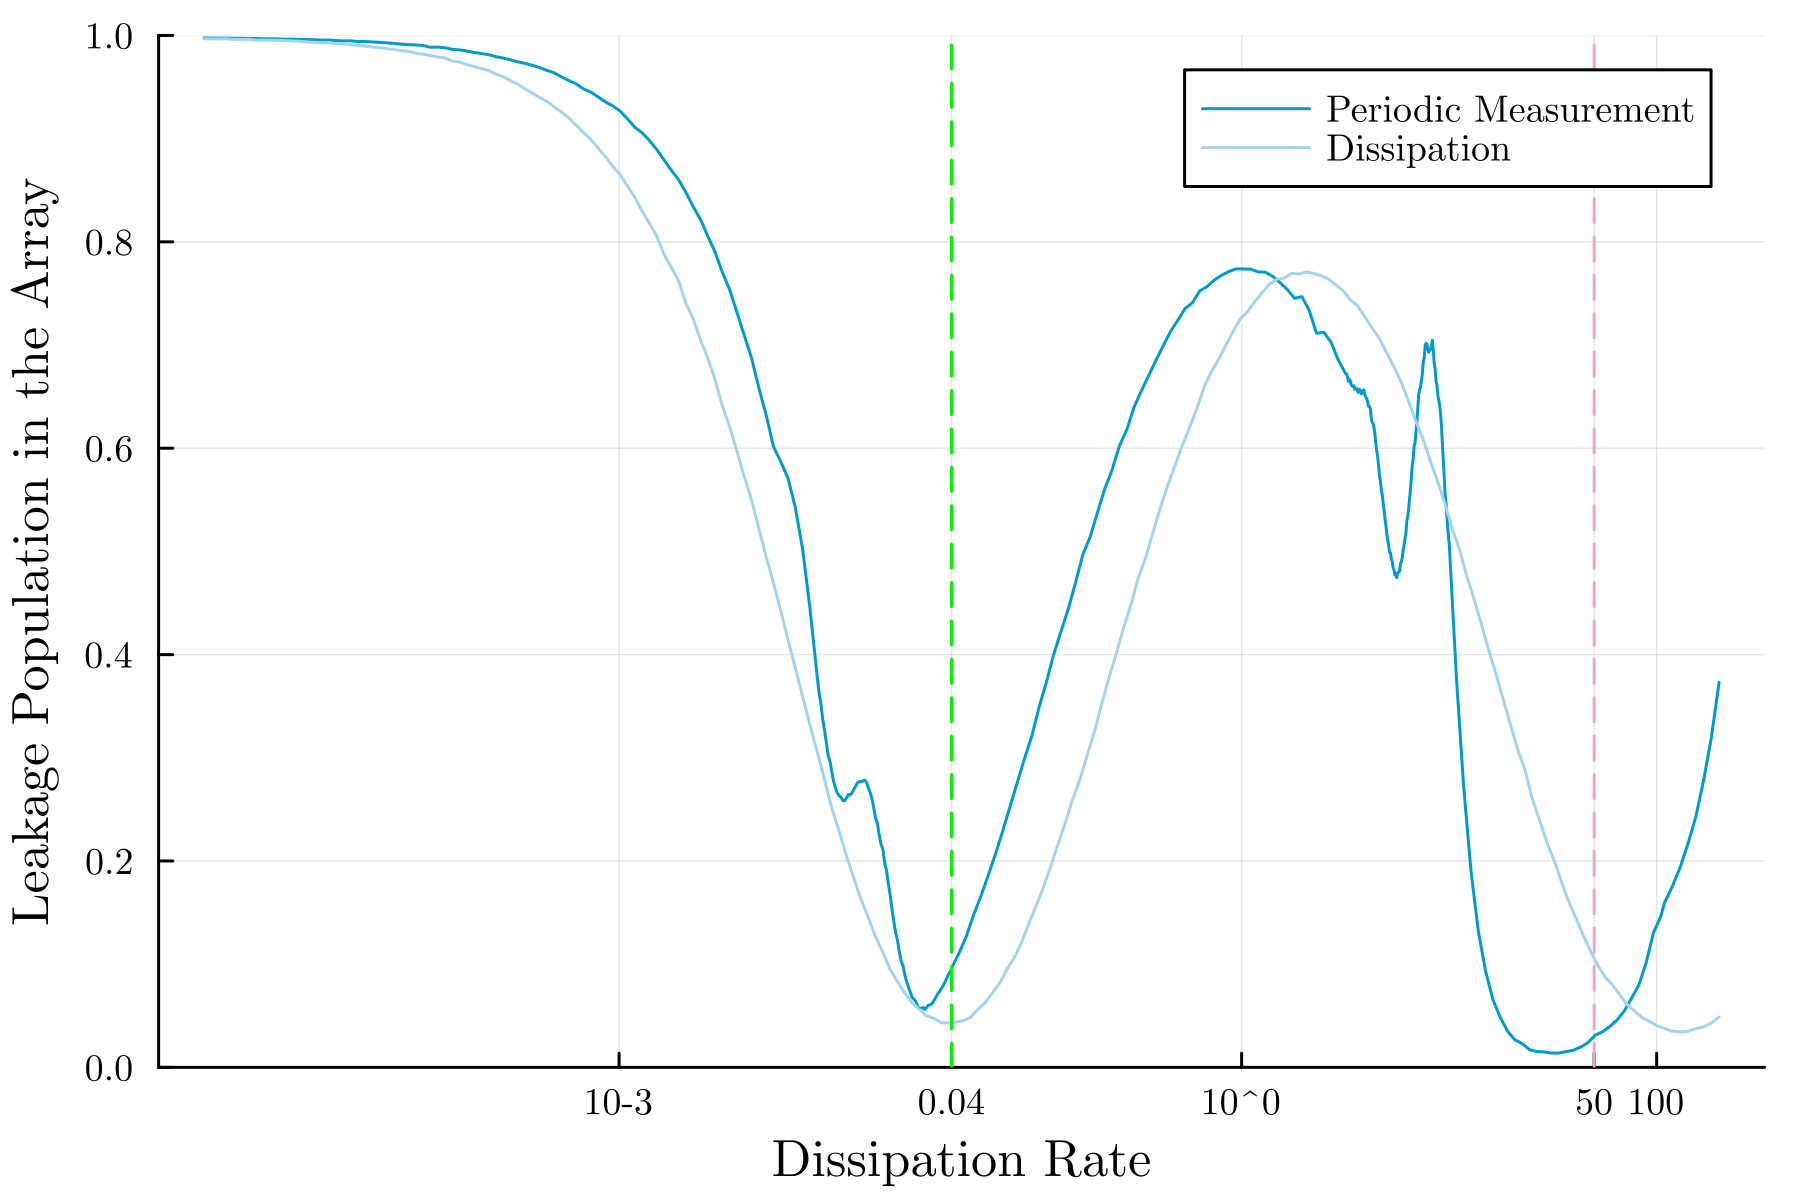 Leakage Population in the Array
1.0
0.8
0.6
0.4
0.2
0.0
Periodic Measurement
Dissipation
10-3
0.04
10^0
50
100
Dissipation Rate